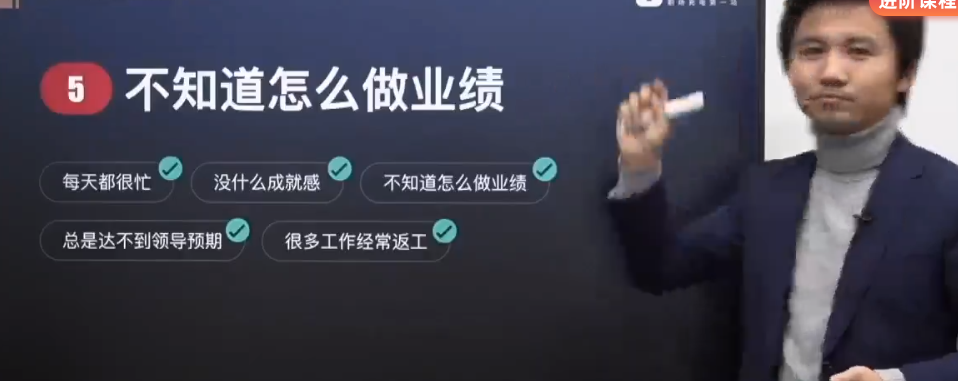 进阶课程
5 不知道怎么做业绩
每天都很忙 没什么成就感 不知道怎么做业绩
总是达不到领导预期 很多工作经常返工